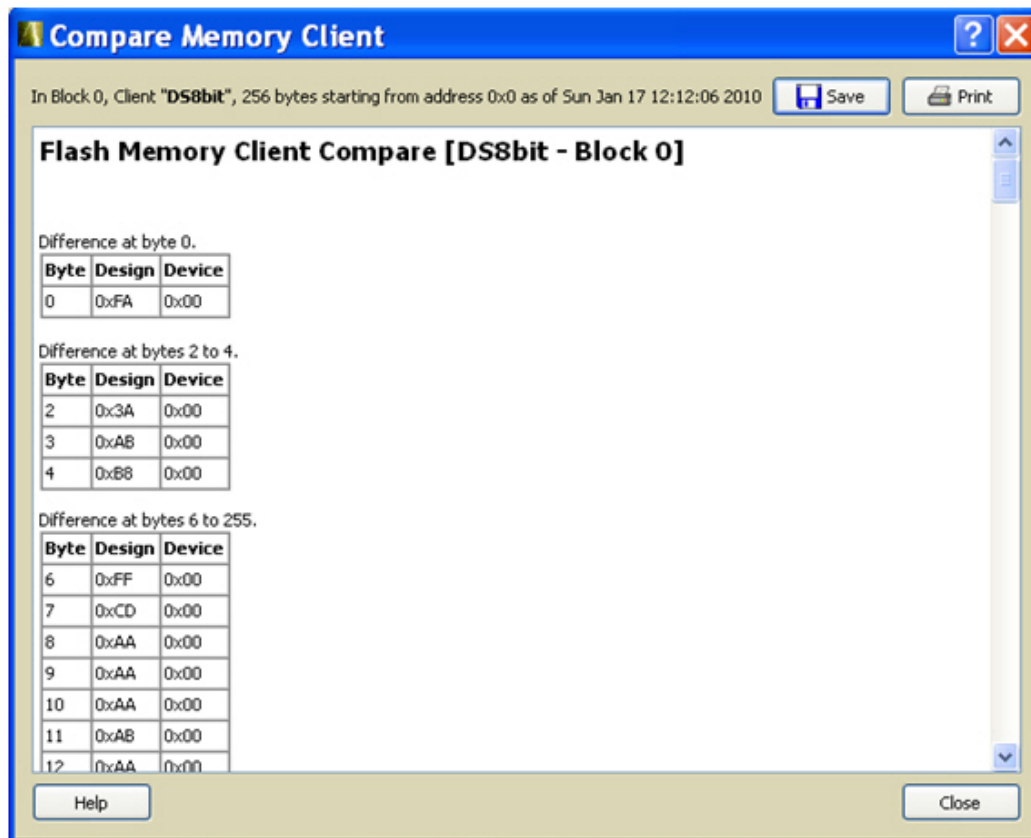 Compare Memory Client
In Block 0, Client "DS8bit", 256 bytes starting from address 0x0 as of Sun Jan 17 12:12:06 2010 Save Print
Flash Memory Client Compare [DS8bit - Block 0]
Difference at byte 0.
Byte Design Device
0 0xFA 0x00
Difference at bytes 2 to 4.
Byte Design Device
2 0x3A 0x00
3 0xAB 0x00
4 0xB8 0x00
Difference at bytes 6 to 255.
Byte Design Device
6 0xFF 0x00
7 0xCD 0x00
8 0xAA 0x00
9 0xAA 0x00
10 0xAA 0x00
11 0xAB 0x00
12 0xAA 0x00
Help Close